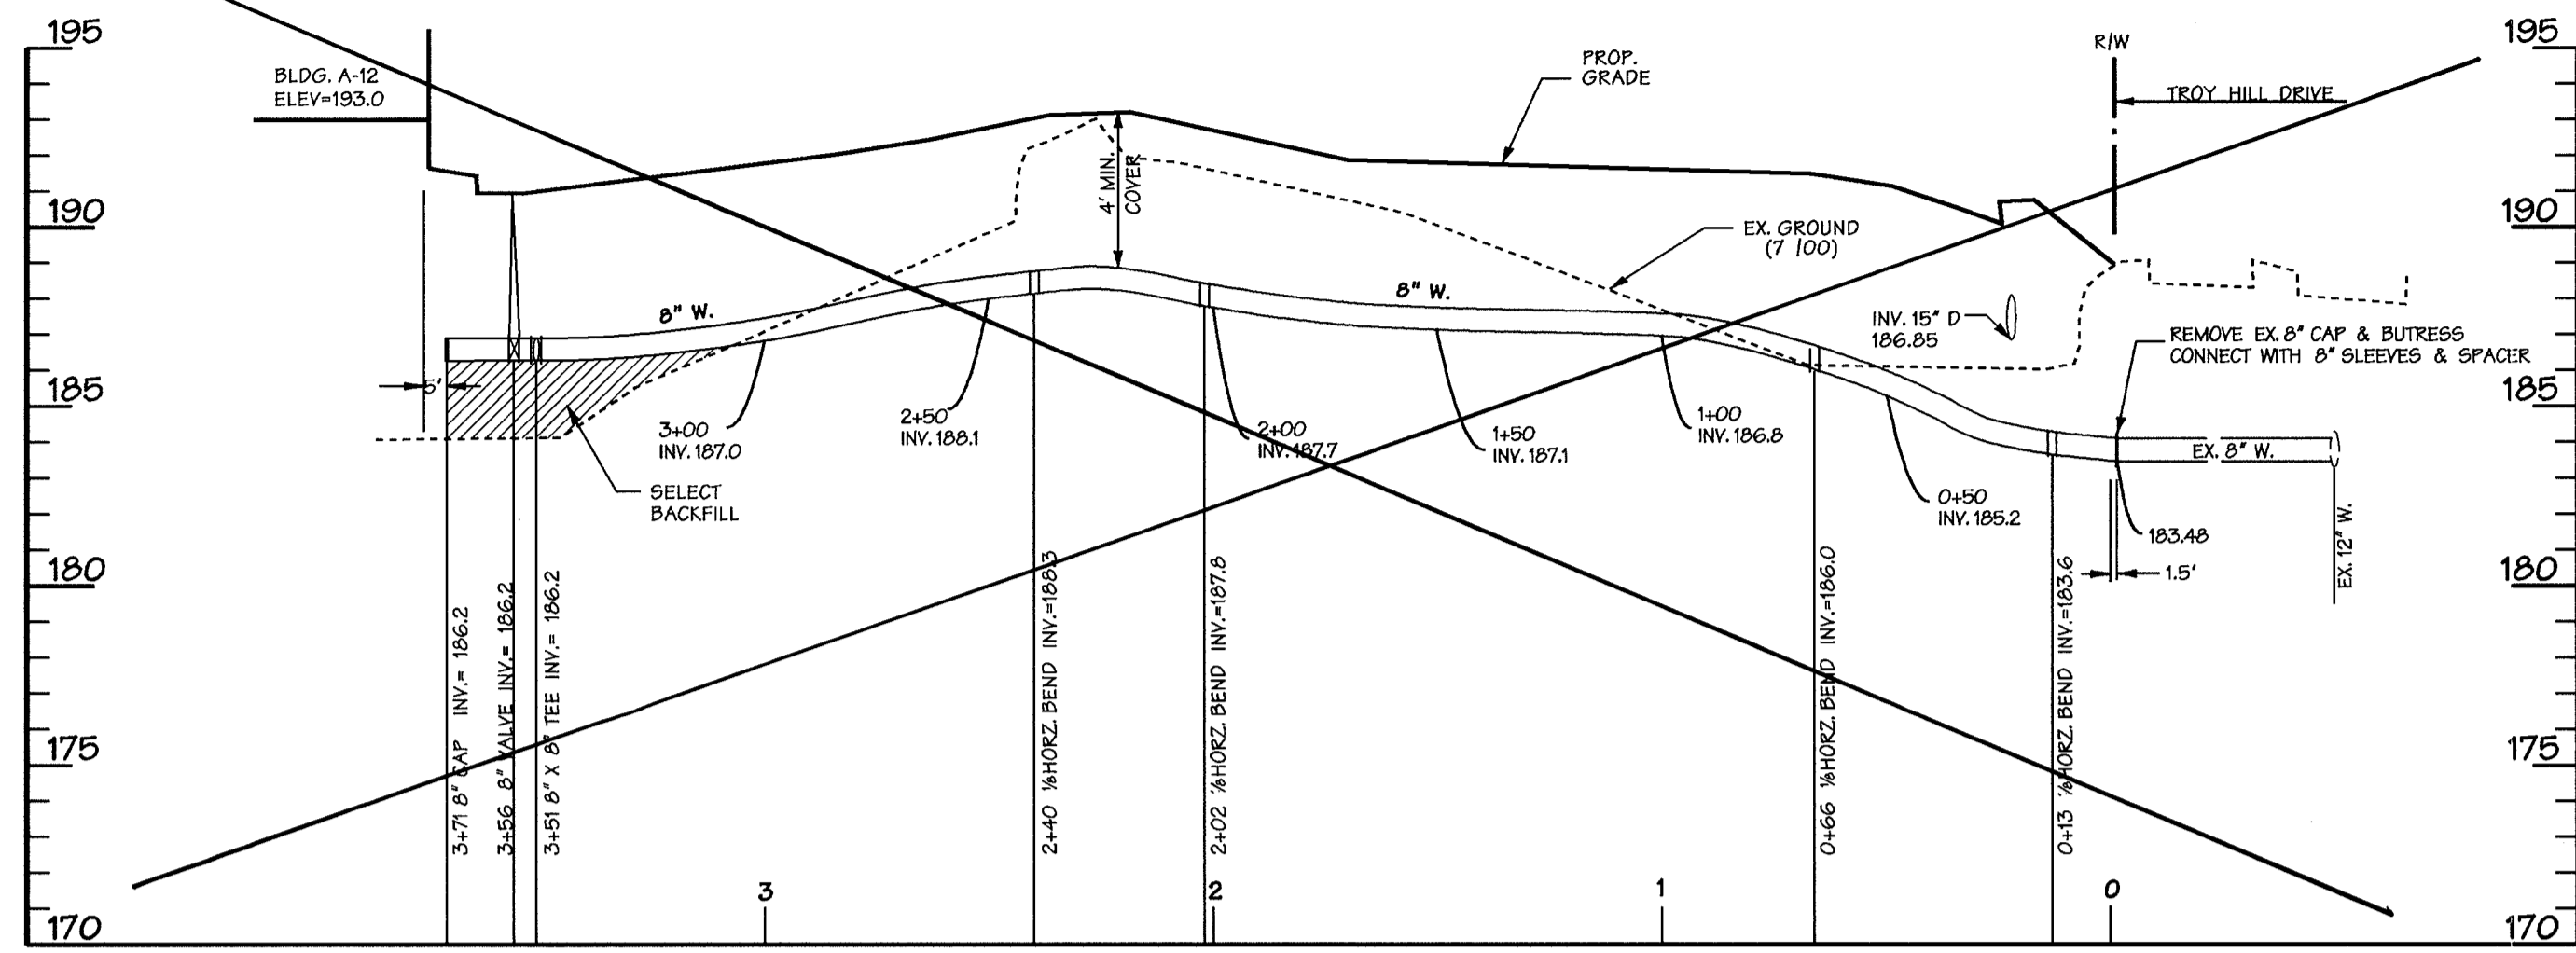 195
195
R/W
PROP.
GRADE
BLDG. A-12
ELEV=193.0
TROY HILL DRIVE
4' MIN.
COVER
190
190
EX. GROUND
(7 /00)
8" W.
8" W.
INV. 15" D
186.85
REMOVE EX. 8" CAP & BUTRESS
CONNECT WITH 8" SLEEVES & SPACER
185
185
5'
3+00
INV. 187.0
2+50
INV. 188.1
2+00
INV. 187.7
1+50
INV. 187.1
1+00
INV. 186.8
EX. 8" W.
SELECT
BACKFILL
0+50
INV. 185.2
183.48
1.5'
EX. 12" W.
180
180
3+71 8" CAP INV.= 186.2
3+56 8" VALVE INV.= 186.2
3+51 8" X 8" TEE INV.= 186.2
2+40 ⅛ HORZ. BEND INV.=188.3
2+02 ⅛ HORZ. BEND INV.=187.8
0+66 ⅛ HORZ. BEND INV.=186.0
0+13 ⅛ HORZ. BEND INV.=183.6
175
175
3
2
1
0
170
170